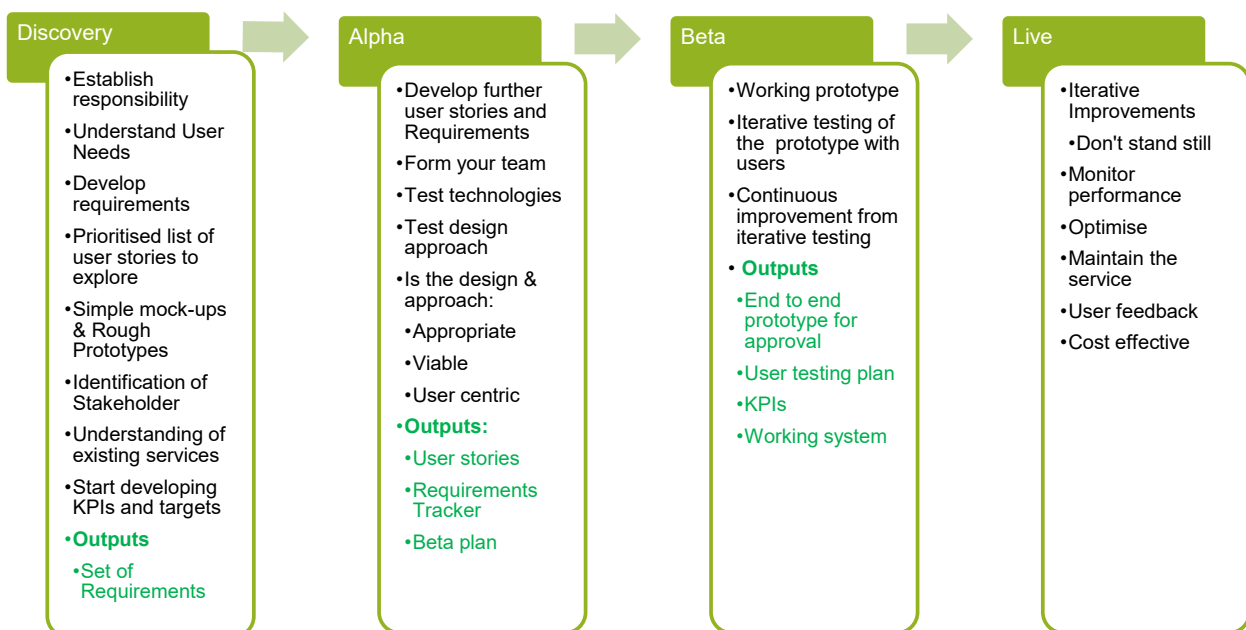 Discovery
•Establish
responsibility
•Understand User
Needs
•Develop
requirements
•Prioritised list of
user stories to
explore
•Simple mock-ups
& Rough
Prototypes
•Identification of
Stakeholder
•Understanding of
existing services
•Start developing
KPIs and targets
•Outputs
•Set of
Requirements
Alpha
•Develop further
user stories and
Requirements
•Form your team
•Test technologies
•Test design
approach
•Is the design &
approach:
•Appropriate
•Viable
•User centric
•Outputs:
•User stories
•Requirements
Tracker
•Beta plan
Beta
•Working prototype
•Iterative testing of
the prototype with
users
•Continuous
improvement from
iterative testing
• Outputs
•End to end
prototype for
approval
•User testing plan
•KPIs
•Working system
Live
•Iterative
Improvements
•Don't stand still
•Monitor
performance
•Optimise
•Maintain the
service
•User feedback
•Cost effective